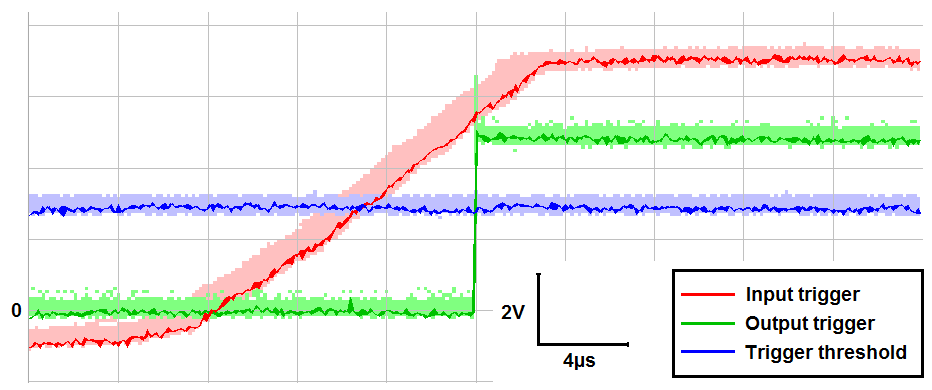 0
2V
4µs
Input trigger
Output trigger
Trigger threshold